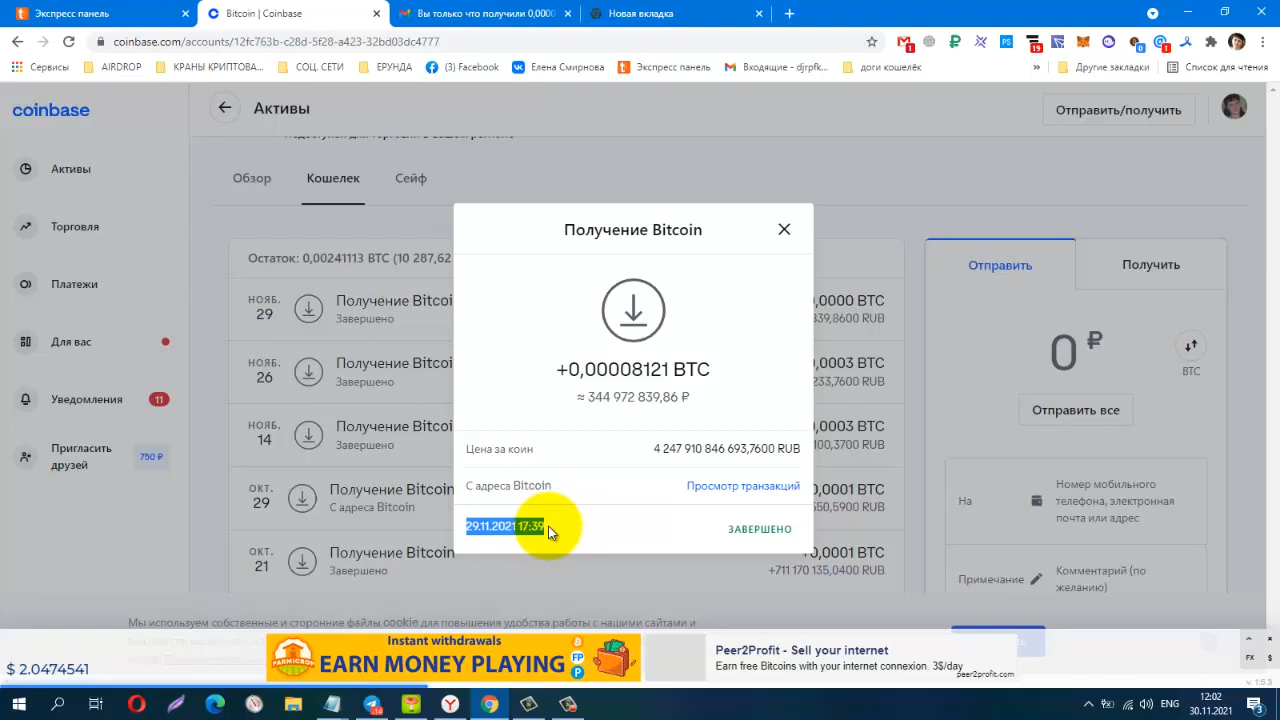 Экспресс панель
Bitcoin | Coinbase
Вы только что получили 0,0000
Новая вкладка
coinbase.com/accounts/12fc763b-c28d-5f28-a423-32bd03dc4777
Сервисы
AIRDROP
КРАНЫ КРИПТОВА...
СОЦ. СЕТИ
ЕРУНДА
(3) Facebook
Елена Смирнова
Экспресс панель
Входящие - djrpfk...
доги кошелёк
»
Другие закладки
Список для чтения
coinbase
Активы
Отправить/получить
Активы
Торговля
Платежи
Для вас
Уведомления
11
Пригласить
друзей
750 ₽
Обзор
Кошелек
Сейф
Остаток: 0,00241113 BTC (10 287,62
НОЯБ.
29
Получение Bitcoin
Завершено
+0,0000 BTC
839,8600 RUB
НОЯБ.
26
Получение Bitcoin
Завершено
+0,0003 BTC
233,7600 RUB
НОЯБ.
14
Получение Bitcoin
Завершено
+0,0003 BTC
100,3700 RUB
ОКТ.
29
Получение Bitcoin
С адреса Bitcoin
+0,0001 BTC
550,5900 RUB
ОКТ.
21
Получение Bitcoin
Завершено
+0,0001 BTC
+711 170 135,0400 RUB
Получение Bitcoin
+0,00008121 BTC
≈ 344 972 839,86 ₽
Цена за коин
4 247 910 846 693,7600 RUB
С адреса Bitcoin
Просмотр транзакций
29.11.2021 17:39
ЗАВЕРШЕНО
Отправить
Получить
0 ₽
BTC
Отправить все
На
Номер мобильного
телефона, электронная
почта или адрес
Примечание
Комментарий (по
желанию)
Мы используем собственные и сторонние файлы cookie для повышения удобства работы с нашими сайтами и
$ 2.0474541
FARMICROP
Instant withdrawals
EARN MONEY PLAYING
FP
P
Peer2Profit - Sell your internet
Earn free Bitcoins with your internet connexion. 3$/day
peer2profit.com
FX
$
v. 1:5.3
ENG
12:02
30.11.2021